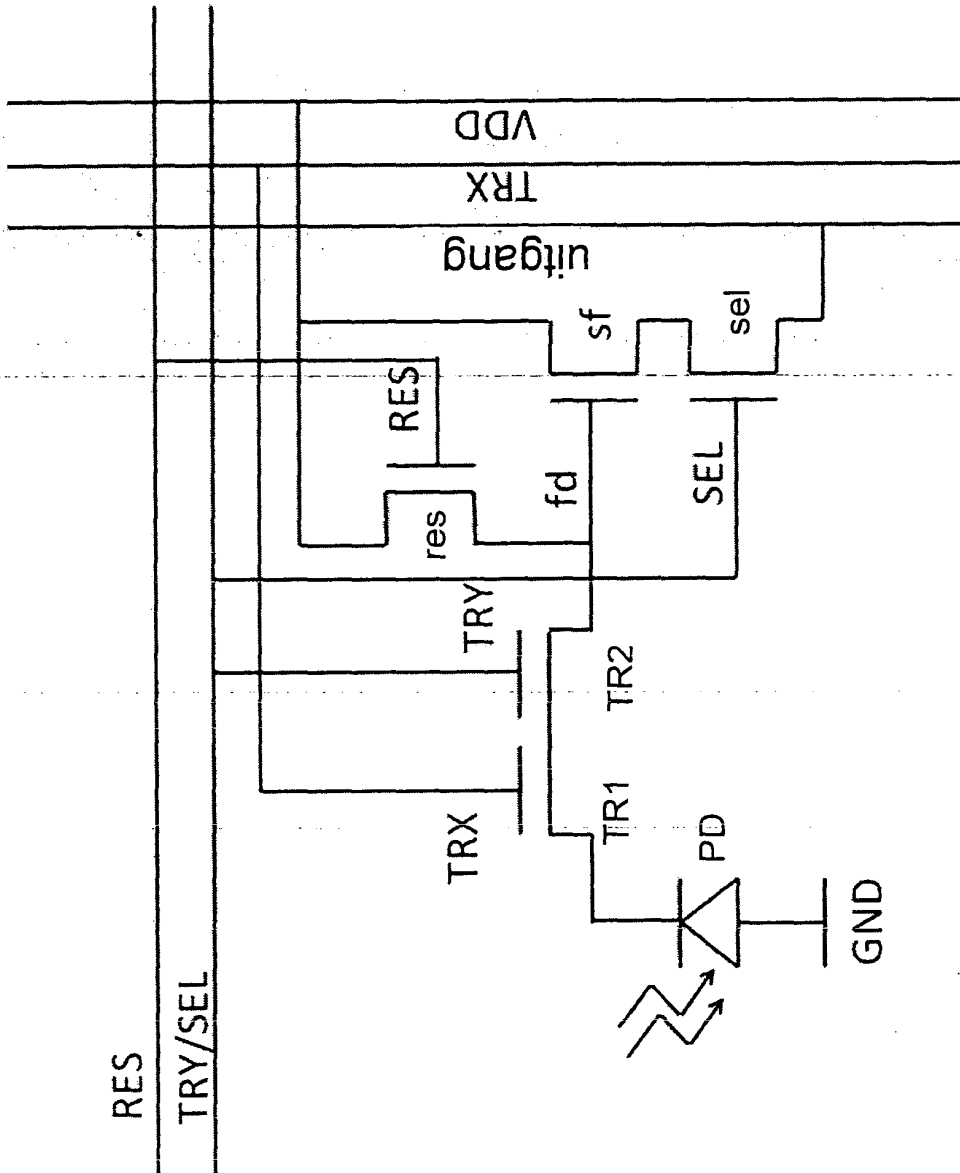 RES
TRY/SEL
VDD
TRX
uitgang
RES
res
sf
sel
fd
SEL
TRY
TRX
TR2
TR1
PD
GND